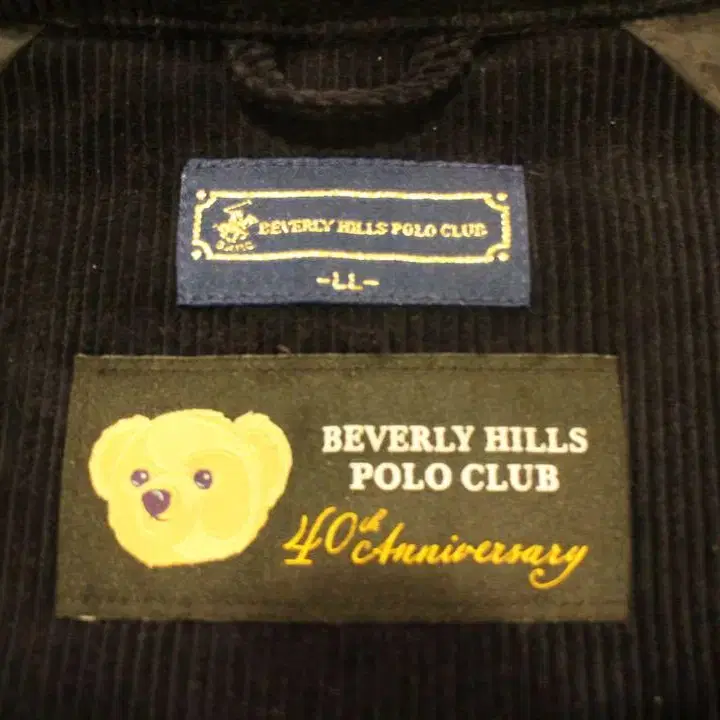 BEVERLY HILLS POLO CLUB
-LL-
BEVERLY HILLS
POLO CLUB
40th Anniversary